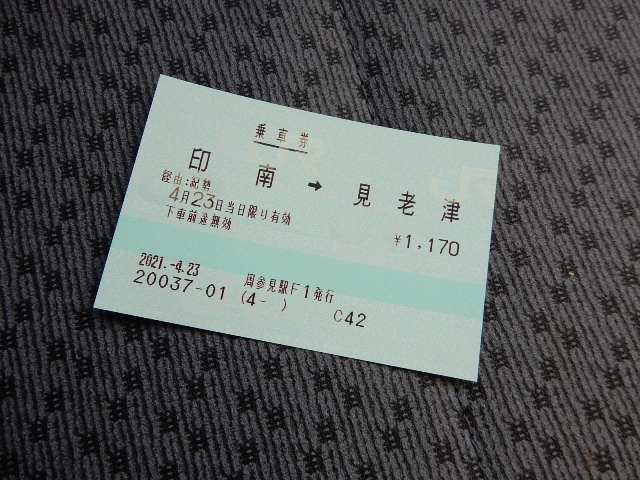 乗車券
印南 → 見老津
経由:紀勢
4月23日当日限り有効
下車前途無効
¥1,170
2021.-4.23 周参見駅F1発行
20037-01 (4- ) C42